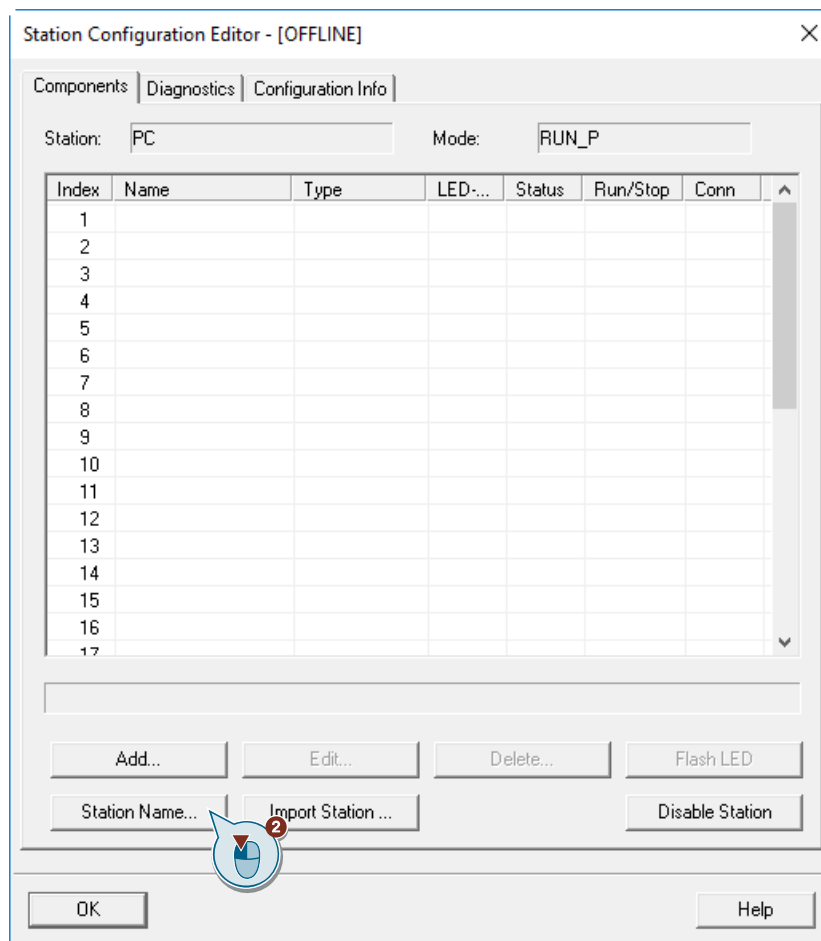 Station Configuration Editor - [OFFLINE]
Components Diagnostics Configuration Info
Station: PC Mode: RUN_P
Index Name Type LED-... Status Run/Stop Conn
1
2
3
4
5
6
7
8
9
10
11
12
13
14
15
16
17
Add... Edit... Delete... Flash LED
Station Name... Import Station ... Disable Station
2
OK Help